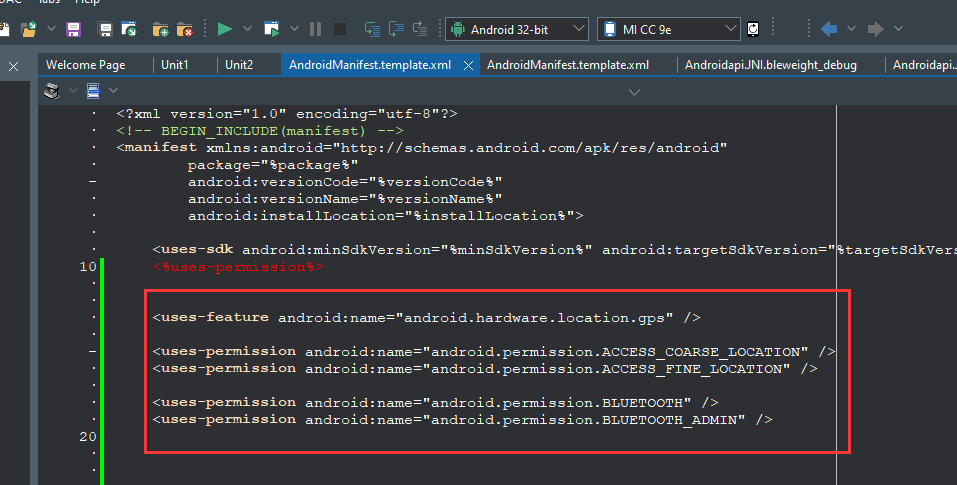 DAC Tabs Help
Android 32-bit MI CC 9e
Welcome Page Unit1 Unit2 AndroidManifest.template.xml AndroidManifest.template.xml Androidapi.JNI.bleweight_debug Androidapi.J
<?xml version="1.0" encoding="utf-8"?>
<!-- BEGIN_INCLUDE(manifest) -->
<manifest xmlns:android="http://schemas.android.com/apk/res/android"
package="%package%"
android:versionCode="%versionCode%"
android:versionName="%versionName%"
android:installLocation="%installLocation%">
<uses-sdk android:minSdkVersion="%minSdkVersion%" android:targetSdkVersion="%targetSdkVers
10 <%uses-permission%>
<uses-feature android:name="android.hardware.location.gps" />
<uses-permission android:name="android.permission.ACCESS_COARSE_LOCATION" />
<uses-permission android:name="android.permission.ACCESS_FINE_LOCATION" />
<uses-permission android:name="android.permission.BLUETOOTH" />
<uses-permission android:name="android.permission.BLUETOOTH_ADMIN" />
20